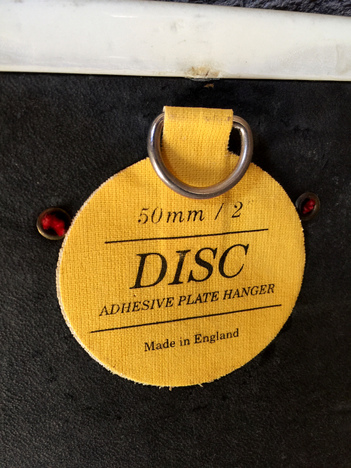 50mm / 2"
DISC
ADHESIVE PLATE HANGER
Made in England